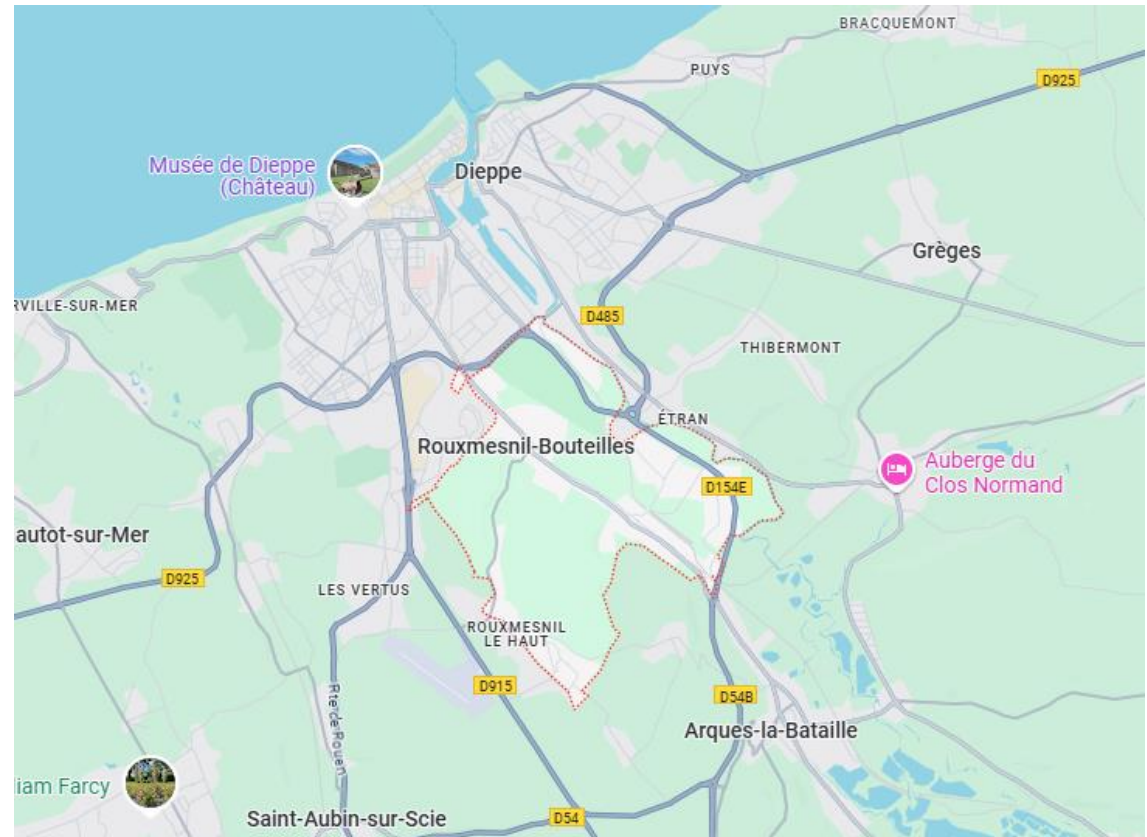 BRACQUEMONT
PUYS
D925
Musée de Dieppe
(Château)
Dieppe
Grèges
RVILLE-SUR-MER
D485
THIBERMONT
ÉTRAN
Rouxmesnil-Bouteilles
Auberge du
Clos Normand
D154E
autot-sur-Mer
D925
LES VERTUS
ROUXMESNIL
LE HAUT
D915
D54B
Rte de Rouen
Arques-la-Bataille
liam Farcy
Saint-Aubin-sur-Scie
D54